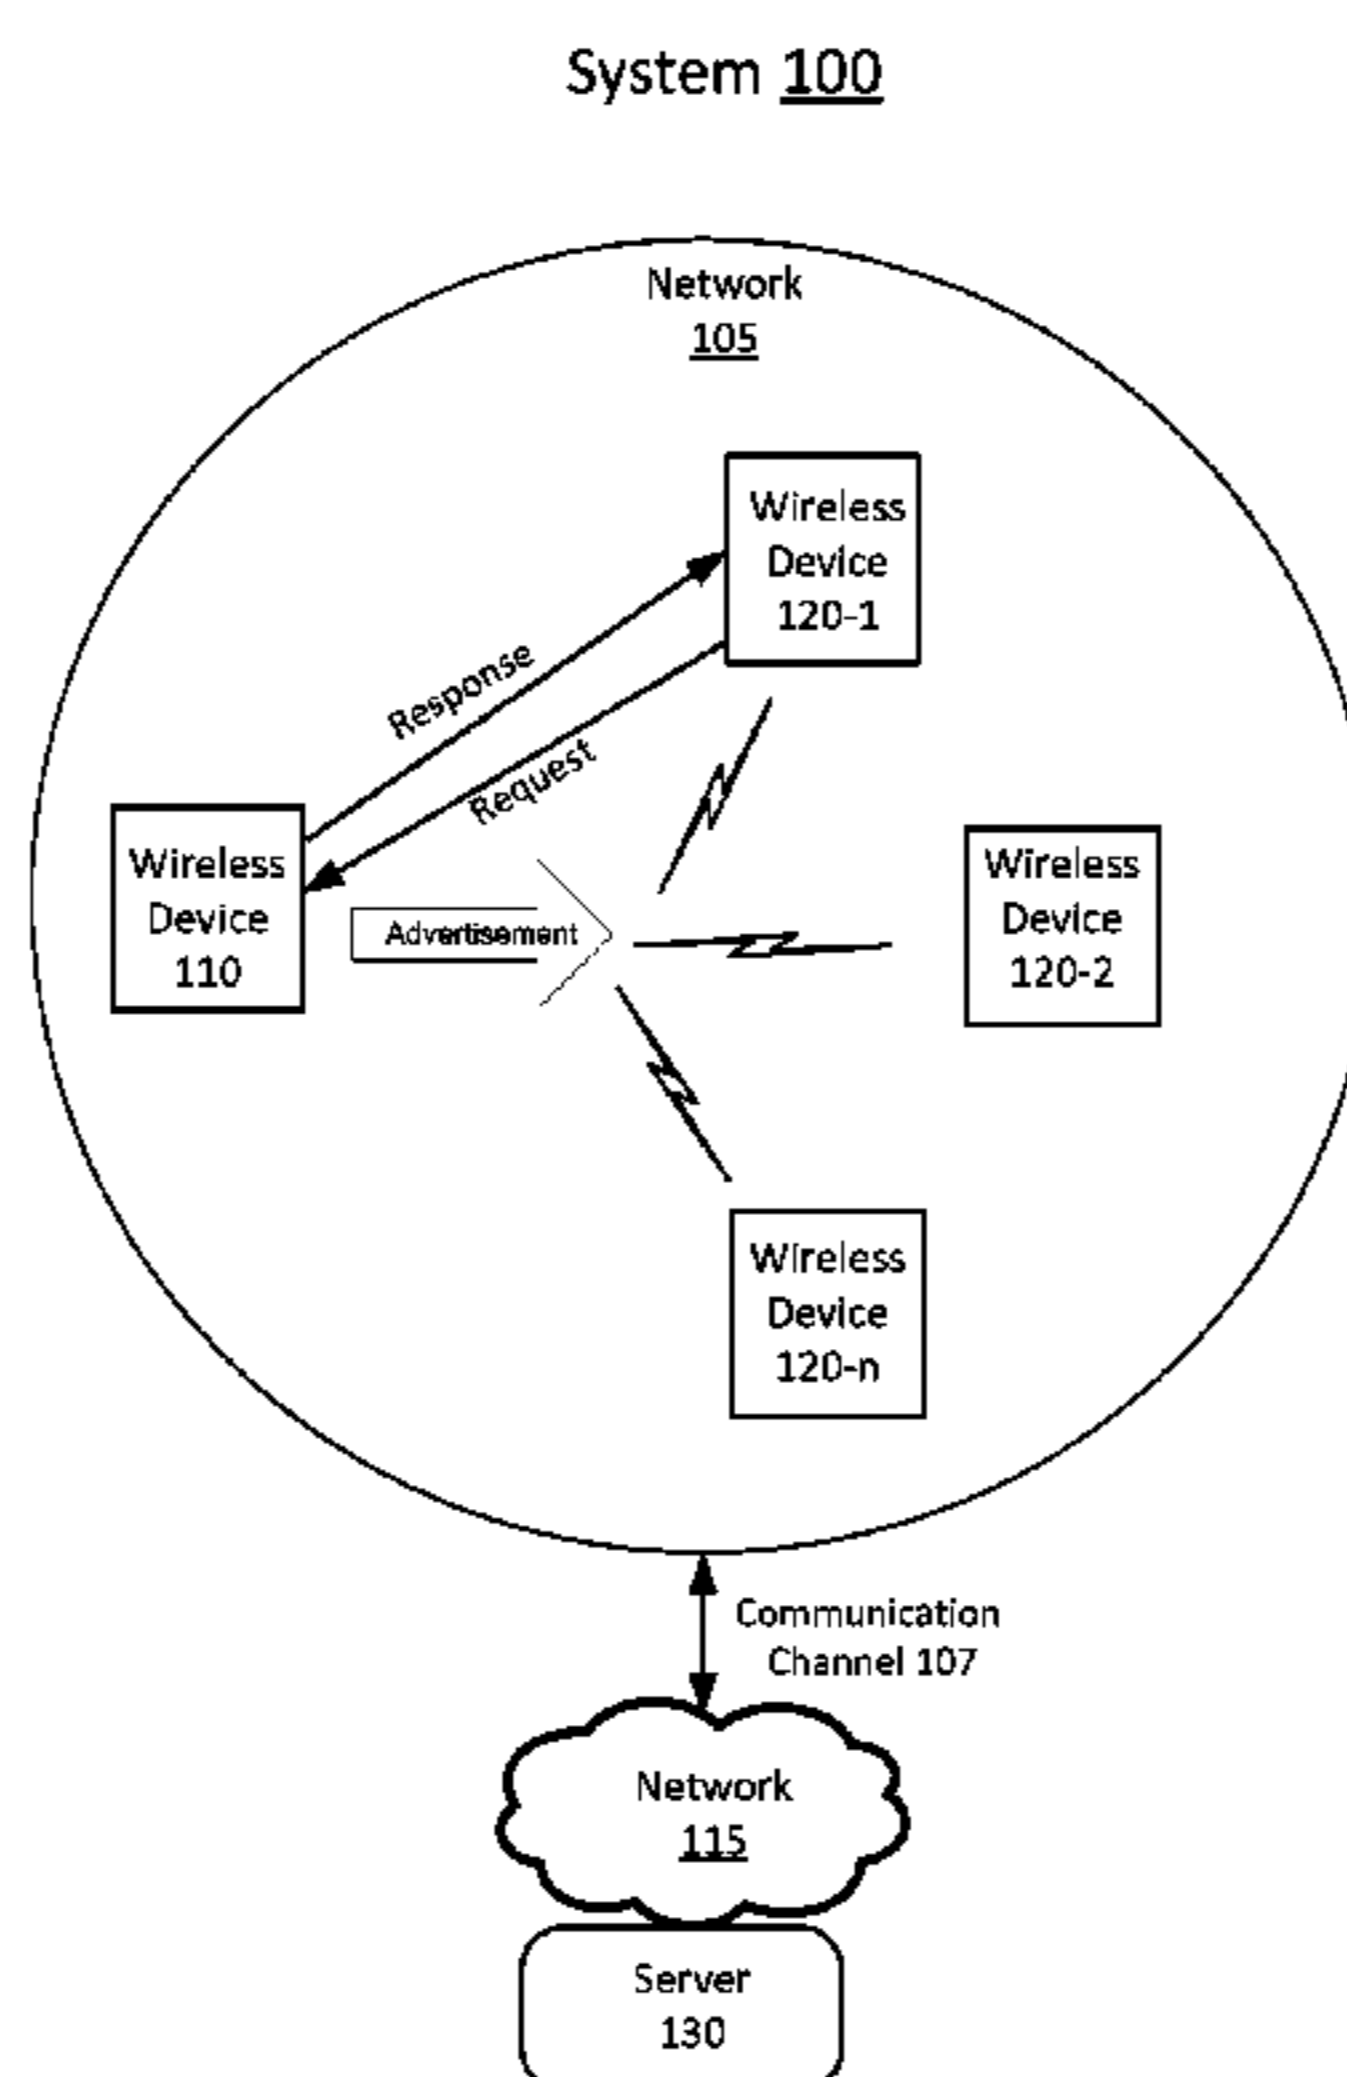 System 100
Network
105
Wireless
Device
120-1
Response
Request
Wireless
Device
110
Advertisement
Wireless
Device
120-2
Wireless
Device
120-n
Communication
Channel 107
Network
115
Server
130